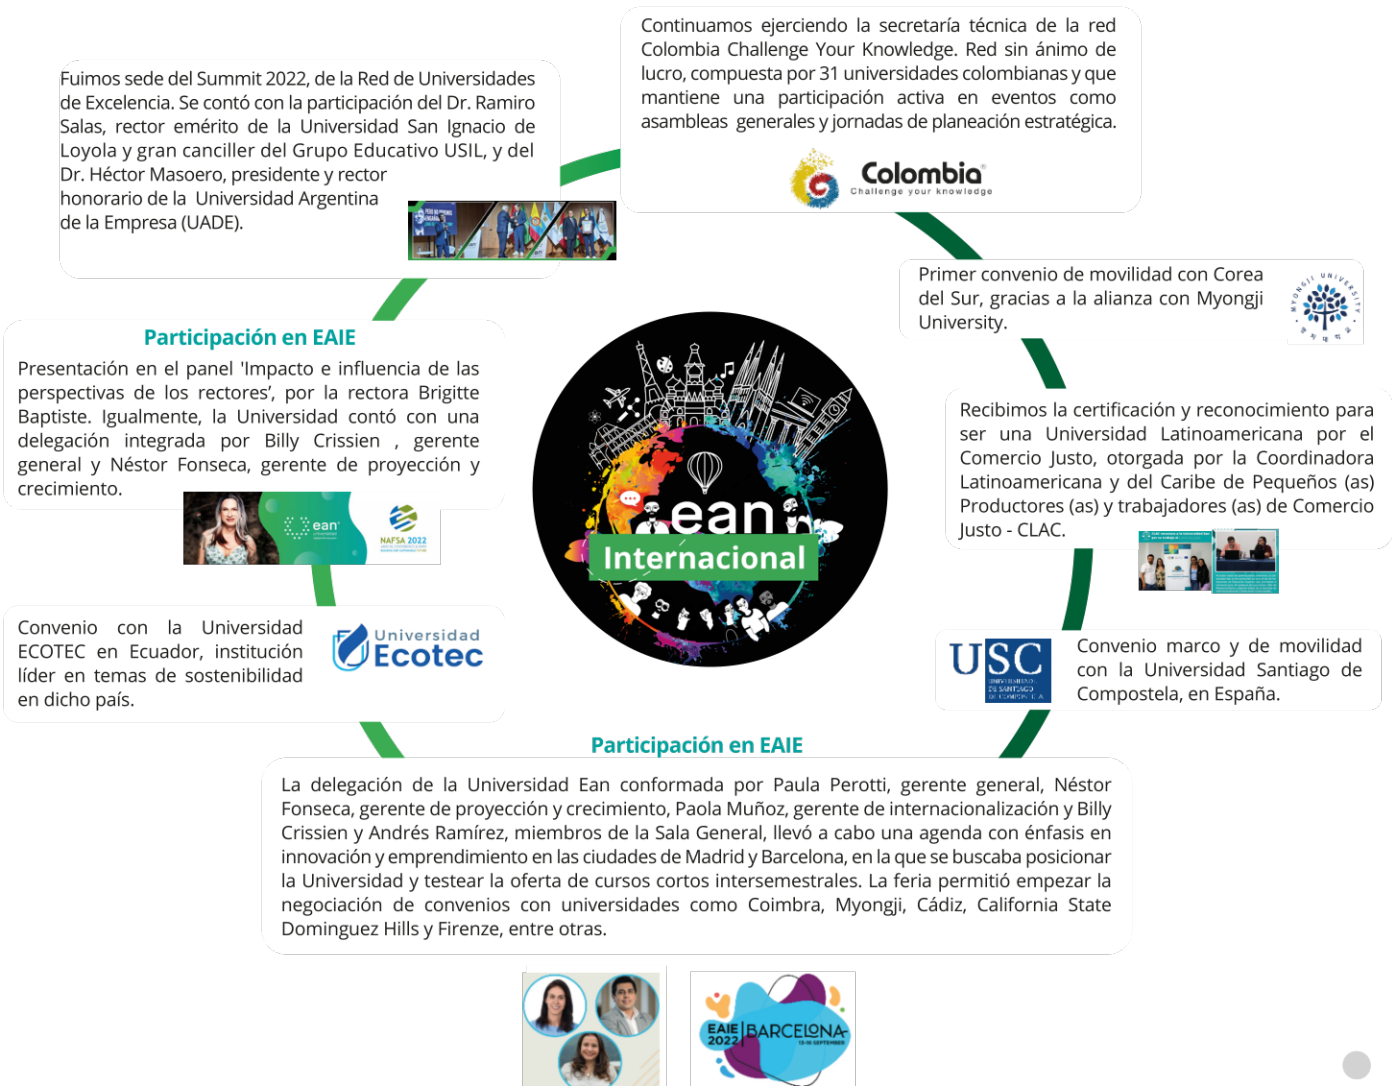 Continuamos ejerciendo la secretaría técnica de la red
Colombia Challenge Your Knowledge. Red sin ánimo de
lucro, compuesta por 31 universidades colombianas y que
mantiene una participación activa en eventos como
asambleas generales y jornadas de planeación estratégica.
Colombia
Challenge your knowledge
Fuimos sede del Summit 2022, de la Red de Universidades
de Excelencia. Se contó con la participación del Dr. Ramiro
Salas, rector emérito de la Universidad San Ignacio de
Loyola y gran canciller del Grupo Educativo USIL, y del
Dr. Héctor Masoero, presidente y rector
honorario de la Universidad Argentina
de la Empresa (UADE).
Primer convenio de movilidad con Corea
del Sur, gracias a la alianza con Myongji
University.
MYONGJI UNIVERSITY
Participación en EAIE
Presentación en el panel 'Impacto e influencia de las
perspectivas de los rectores’, por la rectora Brigitte
Baptiste. Igualmente, la Universidad contó con una
delegación integrada por Billy Crissien , gerente
general y Néstor Fonseca, gerente de proyección y
crecimiento.
ean
universidad
NAFSA 2022
Recibimos la certificación y reconocimiento para
ser una Universidad Latinoamericana por el
Comercio Justo, otorgada por la Coordinadora
Latinoamericana y del Caribe de Pequeños (as)
Productores (as) y trabajadores (as) de Comercio
Justo - CLAC.
ean
Internacional
Convenio con la Universidad
ECOTEC en Ecuador, institución
líder en temas de sostenibilidad
en dicho país.
Universidad
Ecotec
USC
UNIVERSIDADE
DE SANTIAGO
DE COMPOSTELA
Convenio marco y de movilidad
con la Universidad Santiago de
Compostela, en España.
Participación en EAIE
La delegación de la Universidad Ean conformada por Paula Perotti, gerente general, Néstor
Fonseca, gerente de proyección y crecimiento, Paola Muñoz, gerente de internacionalización y Billy
Crissien y Andrés Ramírez, miembros de la Sala General, llevó a cabo una agenda con énfasis en
innovación y emprendimiento en las ciudades de Madrid y Barcelona, en la que se buscaba posicionar
la Universidad y testear la oferta de cursos cortos intersemestrales. La feria permitió empezar la
negociación de convenios con universidades como Coimbra, Myongji, Cádiz, California State
Dominguez Hills y Firenze, entre otras.
EAIE
2022
BARCELONA
13-16 SEPTEMBER